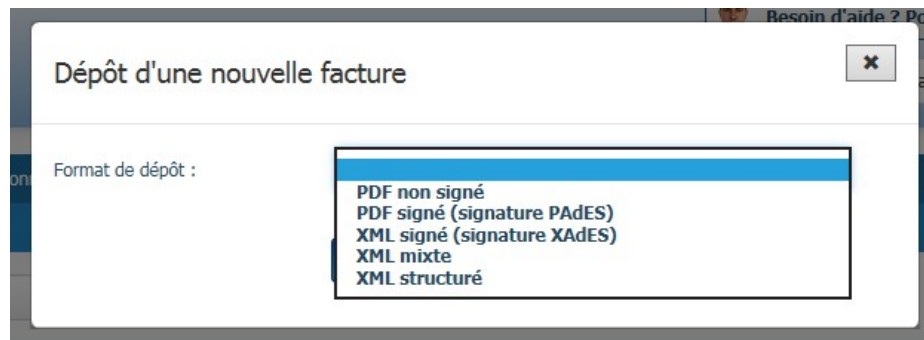 Besoin d'aide ?
Dépôt d'une nouvelle facture
Format de dépôt :
PDF non signé
PDF signé (signature PAdES)
XML signé (signature XAdES)
XML mixte
XML structuré